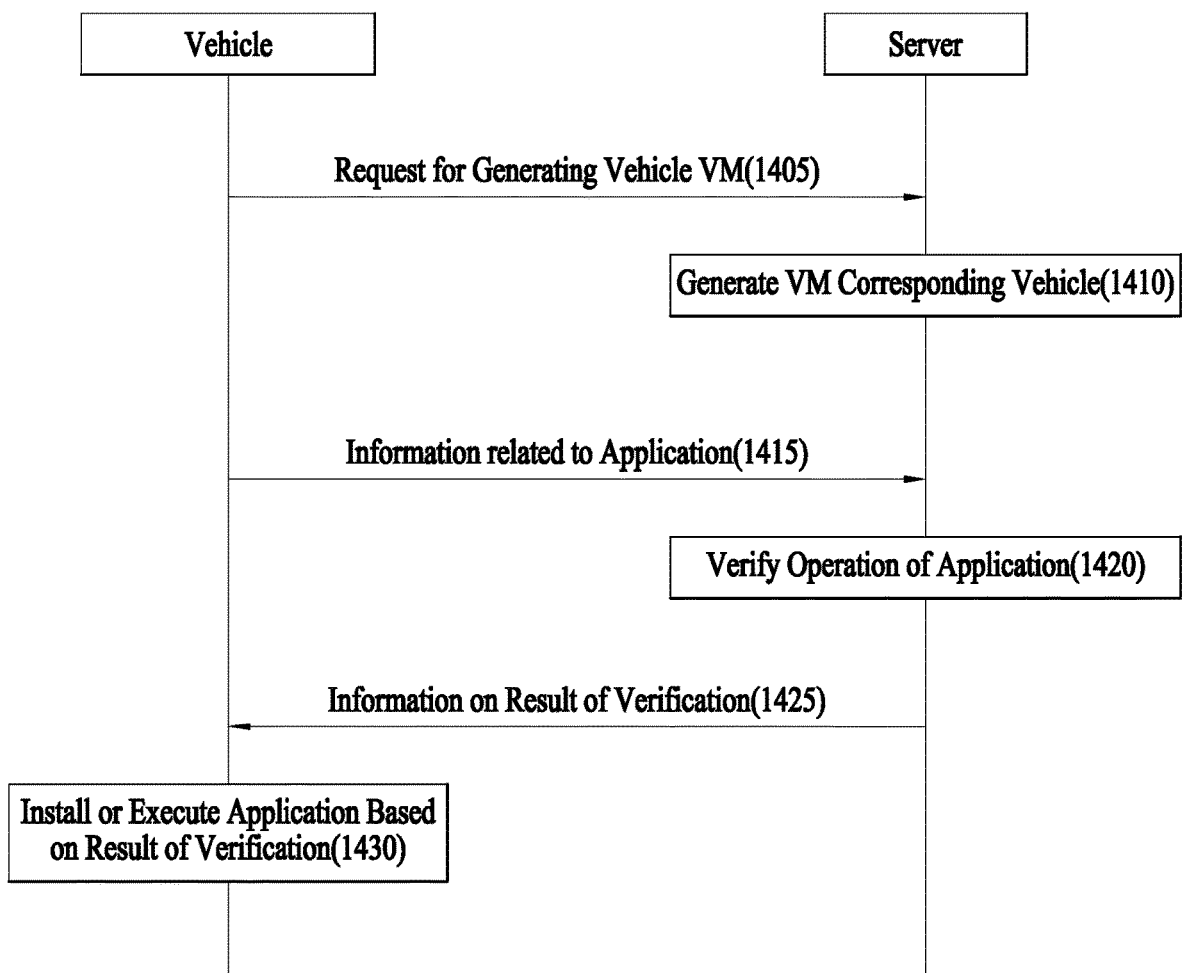 Vehicle
Server
Request for Generating Vehicle VM(1405)
Generate VM Corresponding Vehicle(1410)
Information related to Application(1415)
Verify Operation of Application(1420)
Information on Result of Verification(1425)
Install or Execute Application Based
on Result of Verification(1430)